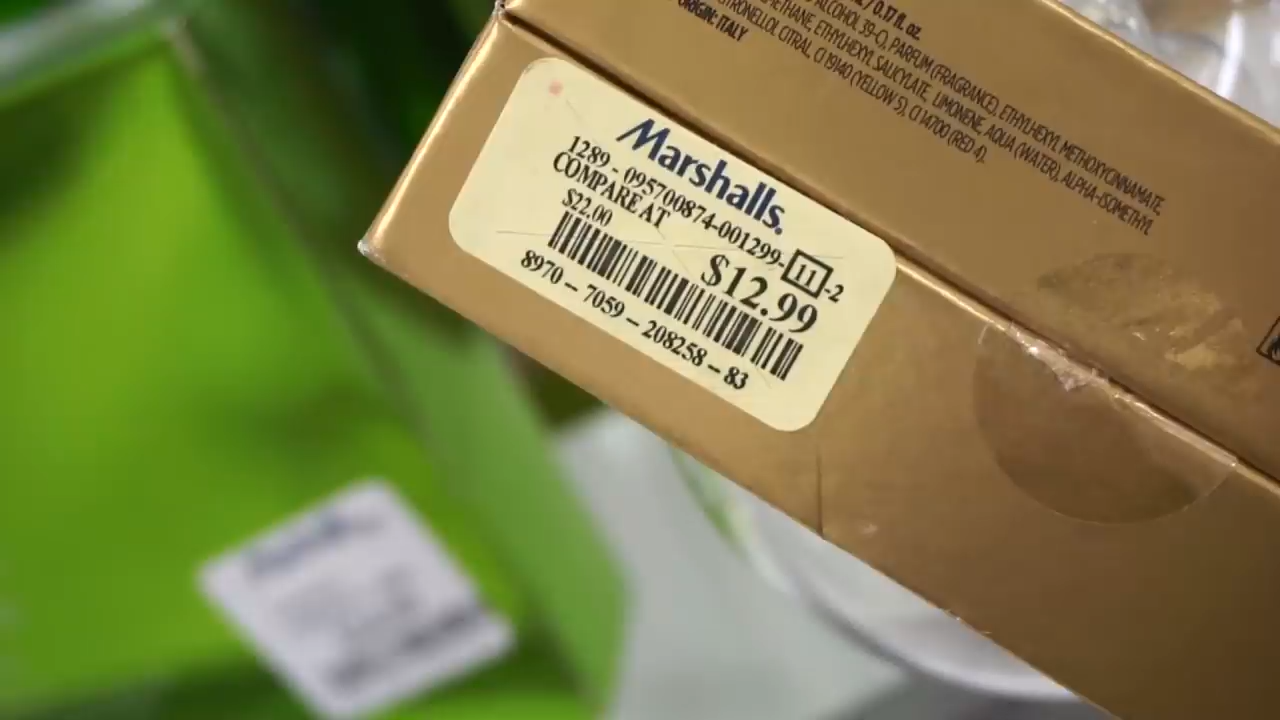 / 0.17 fl. oz.
ALCOHOL 39-C), PARFUM (FRAGRANCE), ETHYLHEXYL METHOXYCINNAMATE,
ETHYLHEXYL SALICYLATE, LIMONENE, AQUA (WATER), ALPHA-ISOMETHYL
CITRAL, CI 19140 (YELLOW 5), CI 14700 (RED 4).
ORIGIN: ITALY
Marshalls.
1289 - 095700874-001299- 11 -2
COMPARE AT
$22.00
$12.99
8970 – 7059 – 208258 – 83